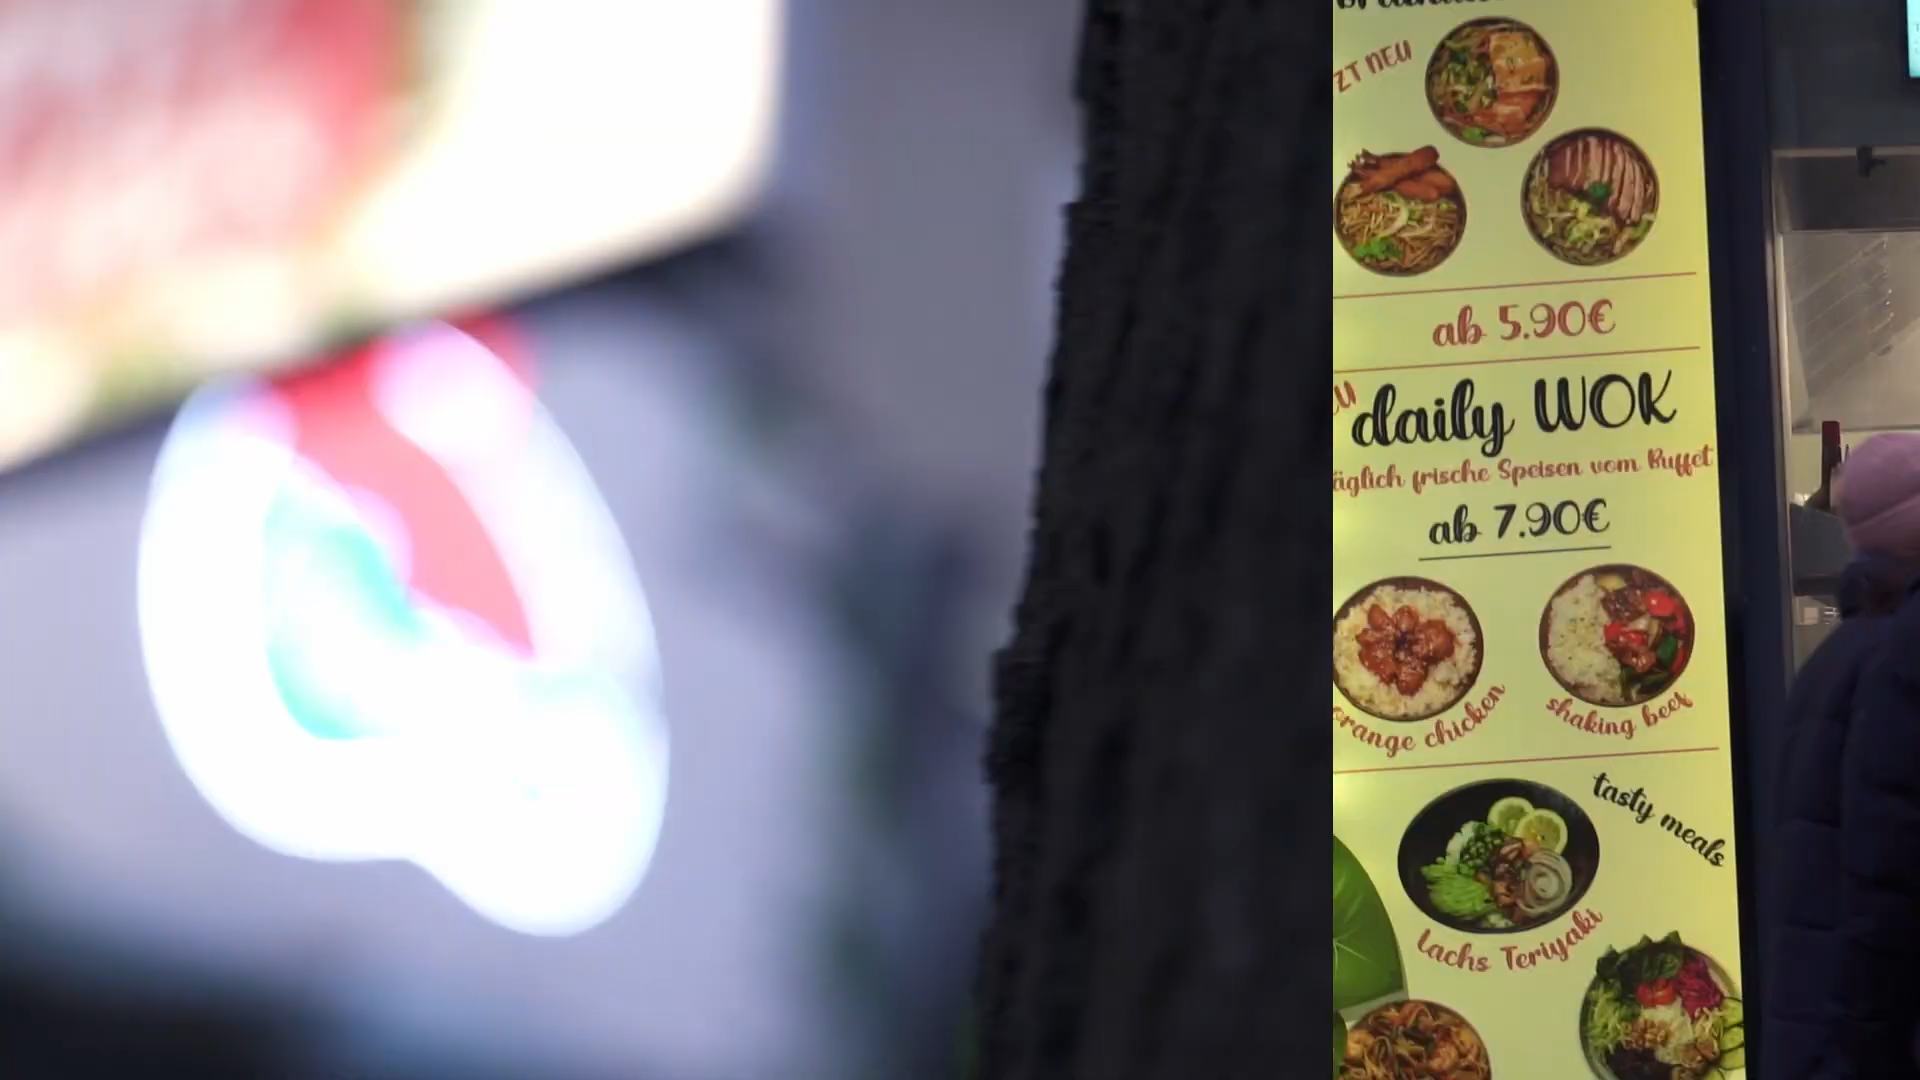 ZT NEU
ab 5.90€
daily WOK
äglich frische Speisen vom Buffet
ab 7.90€
orange chicken
shaking beef
tasty meals
Lachs Teriyaki